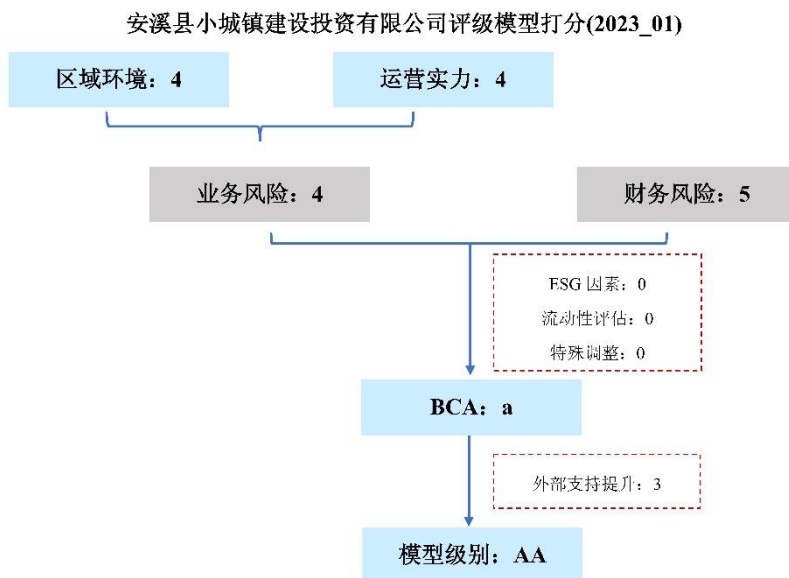 安溪县小城镇建设投资有限公司评级模型打分(2023_01)
区域环境：4
运营实力：4
业务风险：4
财务风险：5
ESG 因素：0
流动性评估：0
特殊调整：0
BCA：a
外部支持提升：3
模型级别：AA